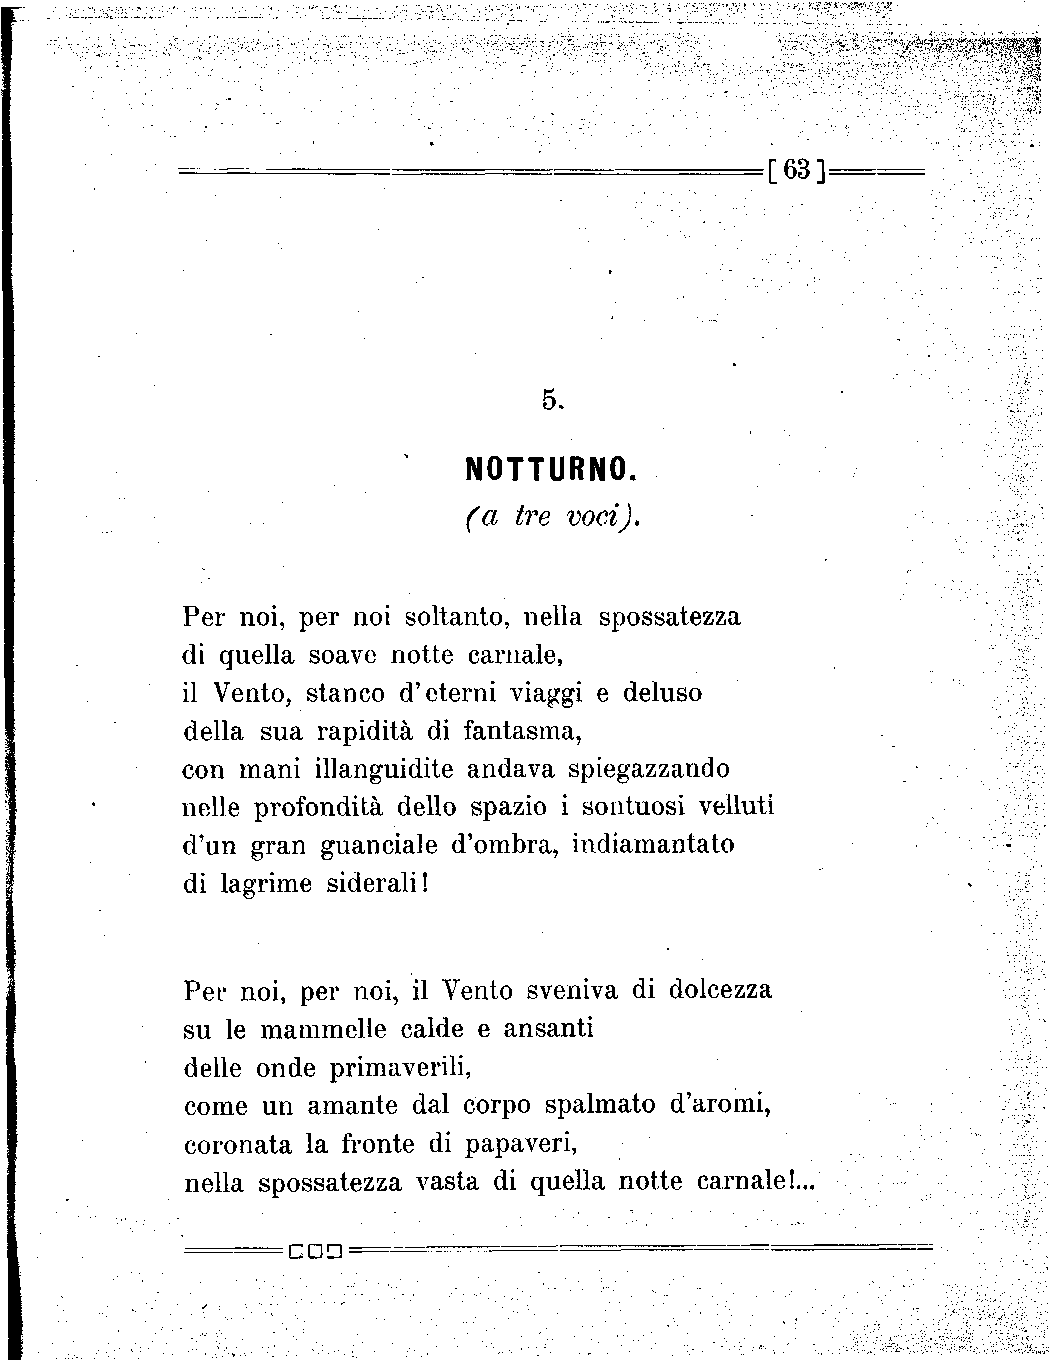 [ 63 ]
5.
NOTTURNO.
(a tre voci).
Per noi, per noi soltanto, nella spossatezza
di quella soave notte carnale,
il Vento, stanco d'eterni viaggi e deluso
della sua rapidità di fantasma,
con mani illanguidite andava spiegazzando
nelle profondità dello spazio i sontuosi velluti
d'un gran guanciale d'ombra, indiamantato
di lagrime siderali!
Per noi, per noi, il Vento sveniva di dolcezza
su le mammelle calde e ansanti
delle onde primaverili,
come un amante dal corpo spalmato d'aromi,
coronata la fronte di papaveri,
nella spossatezza vasta di quella notte carnale!...